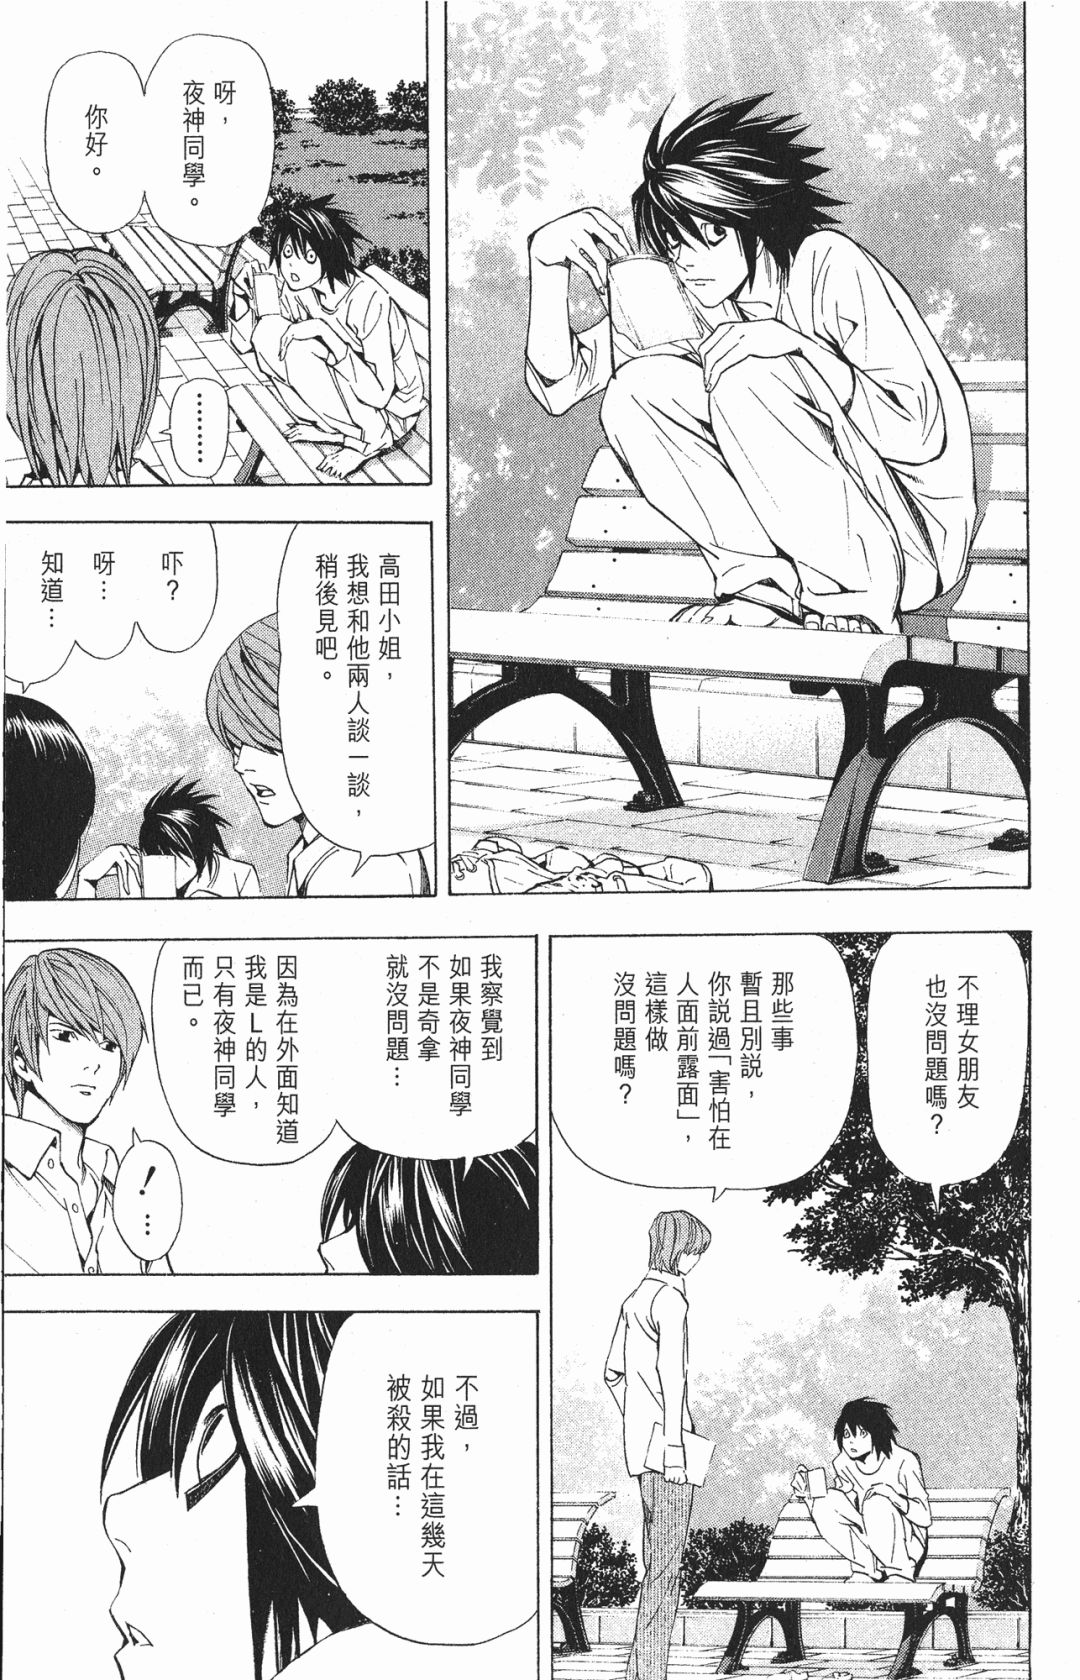 呀，
夜神同學。
你好。
………
高田小姐，
我想和他兩人談一談，
稍後見吧。
吓？
呀…
知道…
不理女朋友
也沒問題嗎？
那些事
暫且別說，
你說過「害怕在
人面前露面」，
這樣做
沒問題嗎？
我察覺到
如果夜神同學
不是奇拿
就沒問題…
因為在外面知道
我是L的人，
只有夜神同學
而已。
！…
不過，
如果我在這幾天
被殺的話…